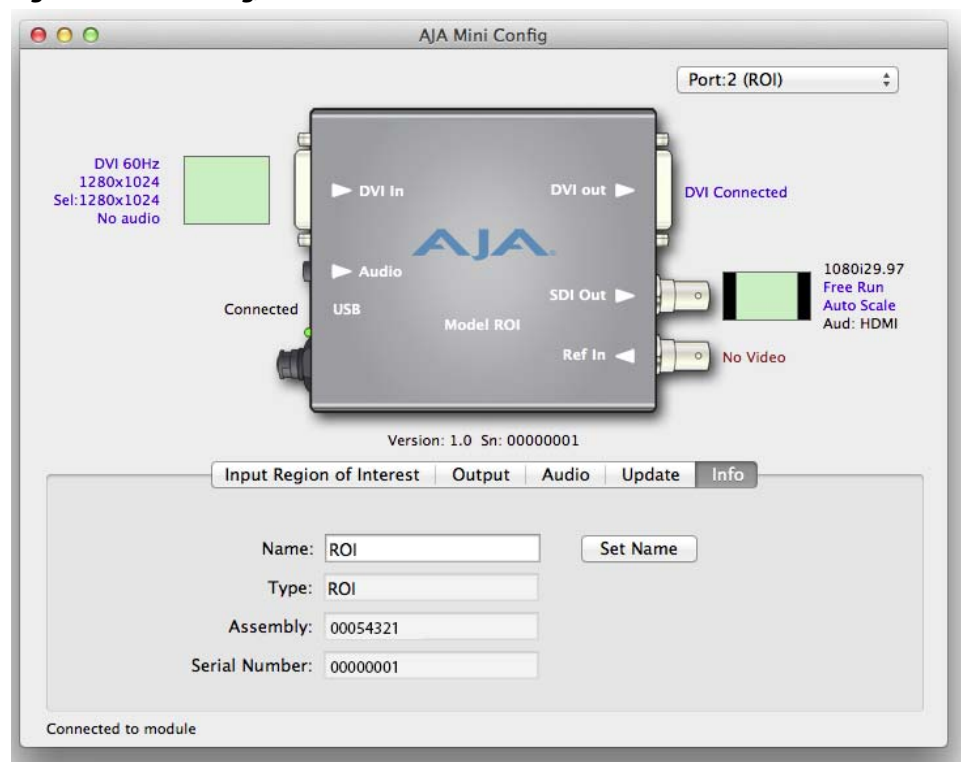 AJA Mini Config
Port:2 (ROI)
DVI 60Hz
1280x1024
Sel:1280x1024
No audio
DVI In
DVI out
DVI Connected
AJA
Audio
Connected
USB
SDI Out
1080i29.97
Free Run
Auto Scale
Aud: HDMI
Model ROI
Ref In
No Video
Version: 1.0 Sn: 00000001
Input Region of Interest
Output
Audio
Update
Info
Name: ROI
Set Name
Type: ROI
Assembly: 00054321
Serial Number: 00000001
Connected to module